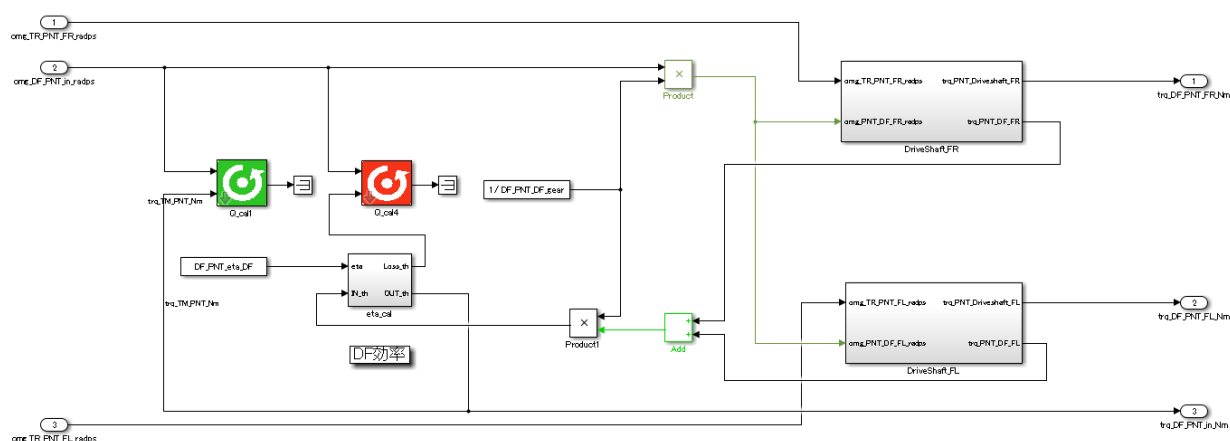 1
omg_TR_PNT_FR_radps
2
omg_DF_PNT_in_radps
×
Product
omg_TR_PNT_FR_radps
trq_PNT_Driveshaft_FR
omg_PNT_DF_FR_radps
trq_PNT_DF_FR
DriveShaft_FR
1
trq_DF_PNT_FR_Nm
trq_TM_PNT_Nm
Q_cal1
Q_cal4
1/ DF_PNT_DF_gear
DF_PNT_eta_DF
eta
Loss_th
IN_th
OUT_th
eta_cal
trq_TM_PNT_Nm
×
Product1
+
+
Add
DF効率
omg_TR_PNT_FL_radps
trq_PNT_Driveshaft_FL
omg_PNT_DF_FL_radps
trq_PNT_DF_FL
DriveShaft_FL
2
trq_DF_PNT_FL_Nm
3
omg_TR_PNT_FL_radps
3
trq_DF_PNT_in_Nm